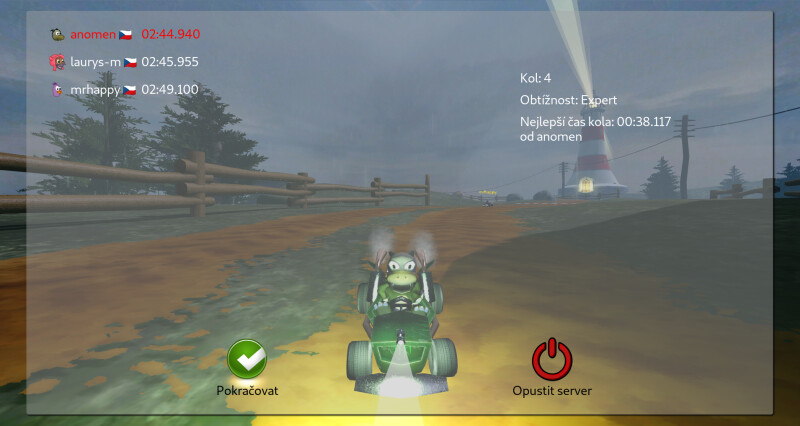 anomen 02:44.940
laurys-m 02:45.955
mrhappy 02:49.100
Kol: 4
Obtížnost: Expert
Nejlepší čas kola: 00:38.117
od anomen
Pokračovat
Opustit server